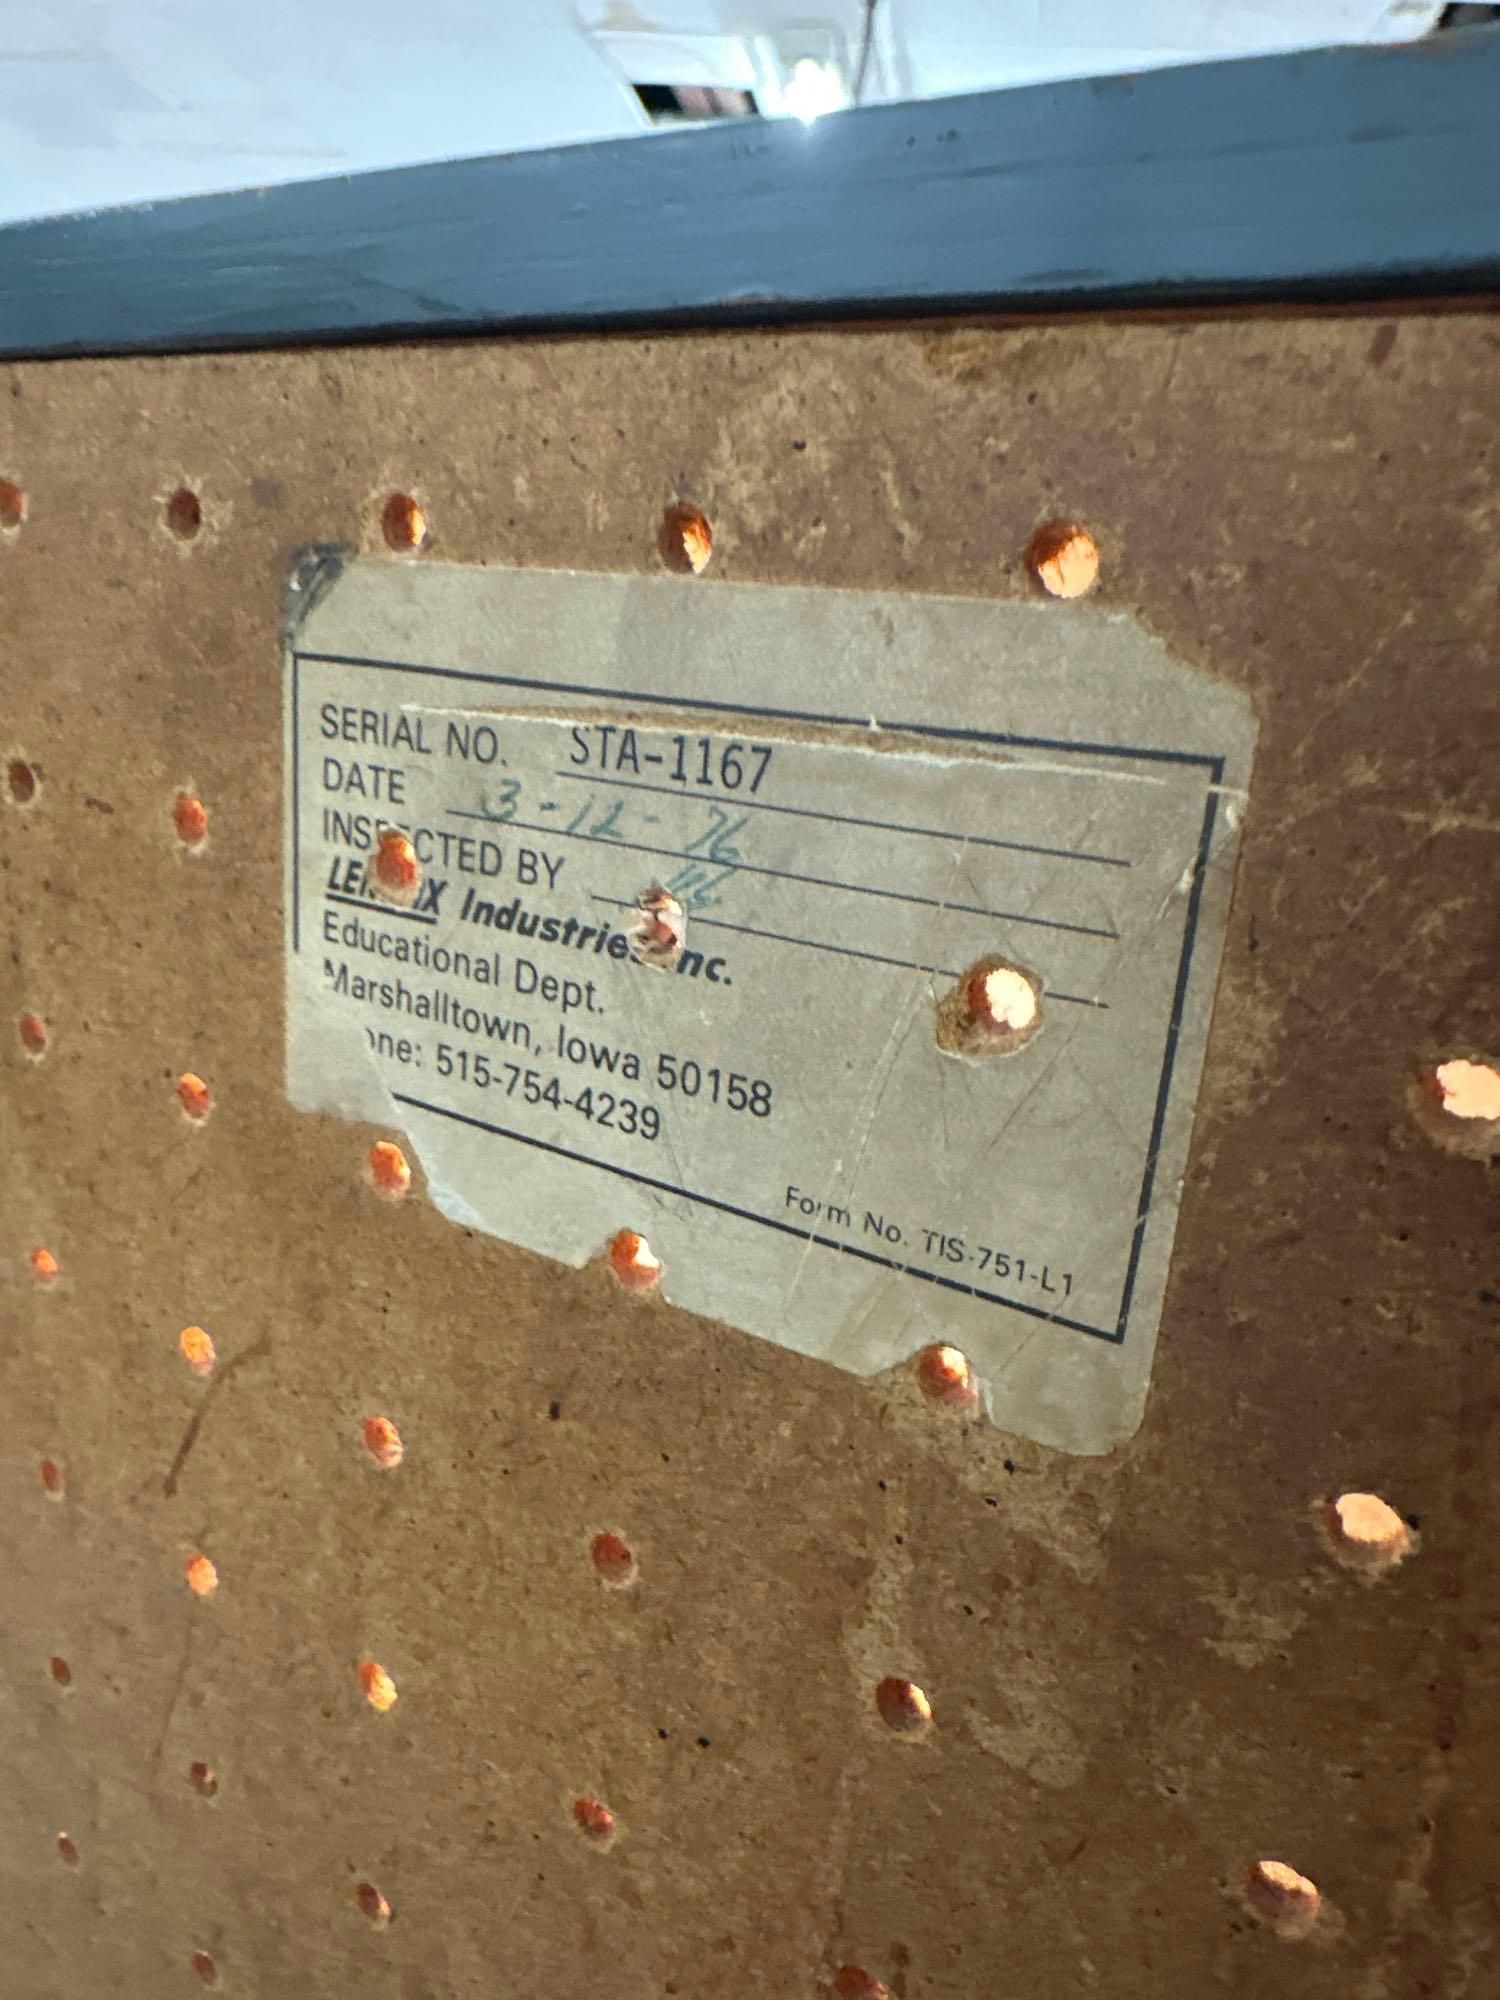 SERIAL NO. STA-1167
DATE 3-12-76
INSPECTED BY
LENNOX Industries Inc.
Educational Dept.
Marshalltown, Iowa 50158
Phone: 515-754-4239
Form No. TIS-751-L1